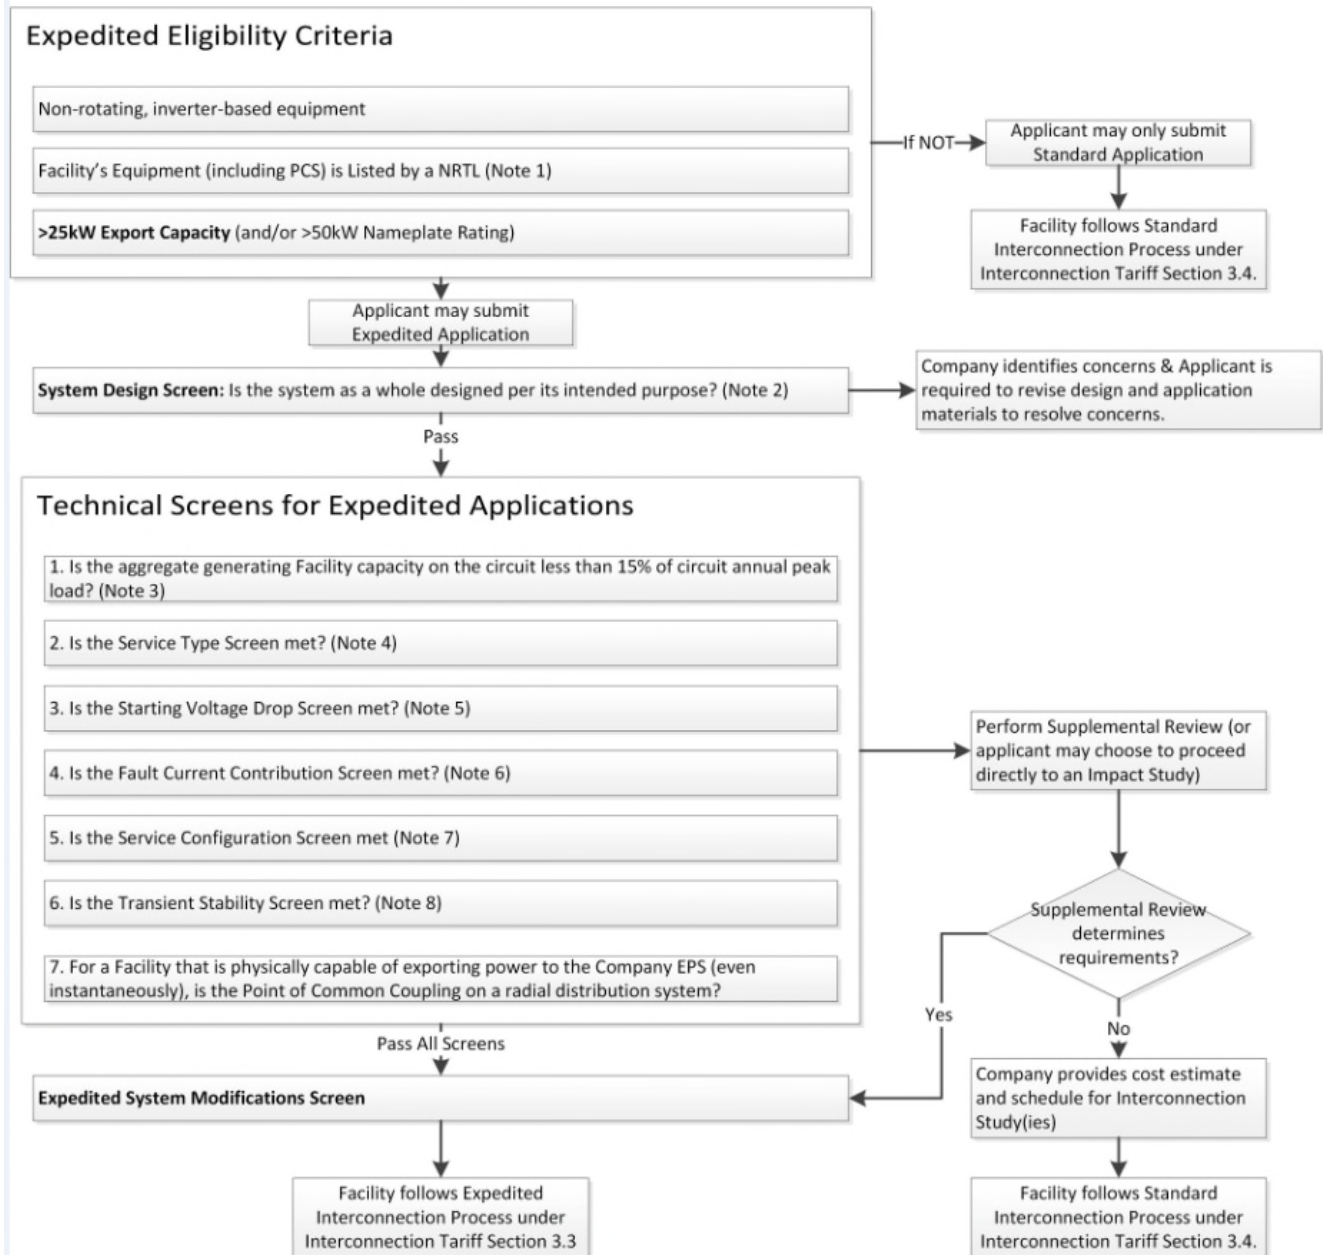 Expedited Eligibility Criteria
Non-rotating, inverter-based equipment
Facility's Equipment (including PCS) is Listed by a NRTL (Note 1)
>25kW Export Capacity (and/or >50kW Nameplate Rating)
If NOT
Applicant may only submit
Standard Application
Facility follows Standard
Interconnection Process under
Interconnection Tariff Section 3.4.
Applicant may submit
Expedited Application
System Design Screen: Is the system as a whole designed per its intended purpose? (Note 2)
Company identifies concerns & Applicant is
required to revise design and application
materials to resolve concerns.
Pass
Technical Screens for Expedited Applications
1. Is the aggregate generating Facility capacity on the circuit less than 15% of circuit annual peak
load? (Note 3)
2. Is the Service Type Screen met? (Note 4)
3. Is the Starting Voltage Drop Screen met? (Note 5)
4. Is the Fault Current Contribution Screen met? (Note 6)
5. Is the Service Configuration Screen met (Note 7)
6. Is the Transient Stability Screen met? (Note 8)
7. For a Facility that is physically capable of exporting power to the Company EPS (even
instantaneously), is the Point of Common Coupling on a radial distribution system?
Perform Supplemental Review (or
applicant may choose to proceed
directly to an Impact Study)
Supplemental Review
determines
requirements?
Yes
No
Pass All Screens
Expedited System Modifications Screen
Company provides cost estimate
and schedule for Interconnection
Study(ies)
Facility follows Expedited
Interconnection Process under
Interconnection Tariff Section 3.3
Facility follows Standard
Interconnection Process under
Interconnection Tariff Section 3.4.